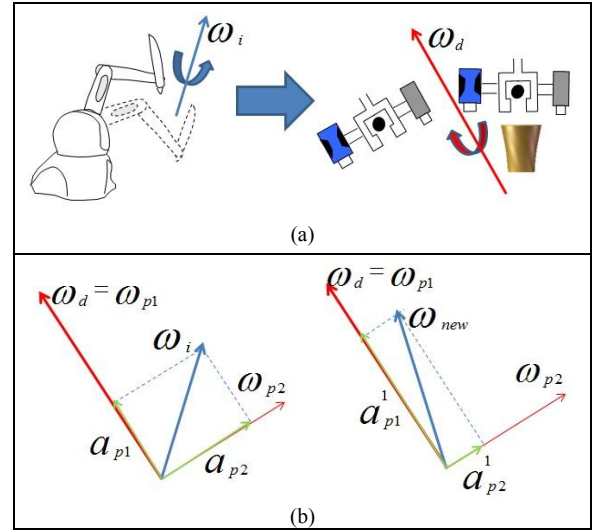 ω i
ω d
(a)
ω d = ω p1
ω i
ω p2
a p1
a p2
ω d = ω p1
ω new
ω p2
a p1 1
a p2 1
(b)